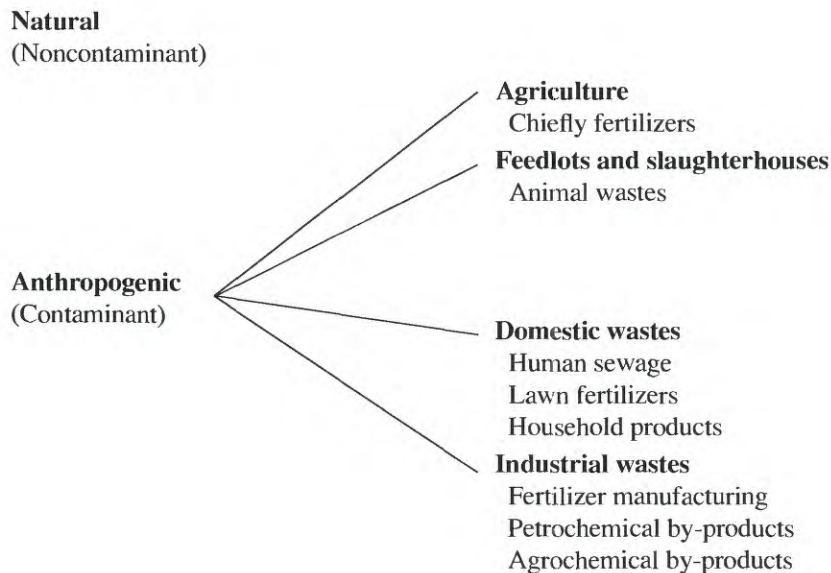 Natural
(Noncontaminant)
Agriculture
Chiefly fertilizers
Feedlots and slaughterhouses
Animal wastes
Anthropogenic
(Contaminant)
Domestic wastes
Human sewage
Lawn fertilizers
Household products
Industrial wastes
Fertilizer manufacturing
Petrochemical by-products
Agrochemical by-products